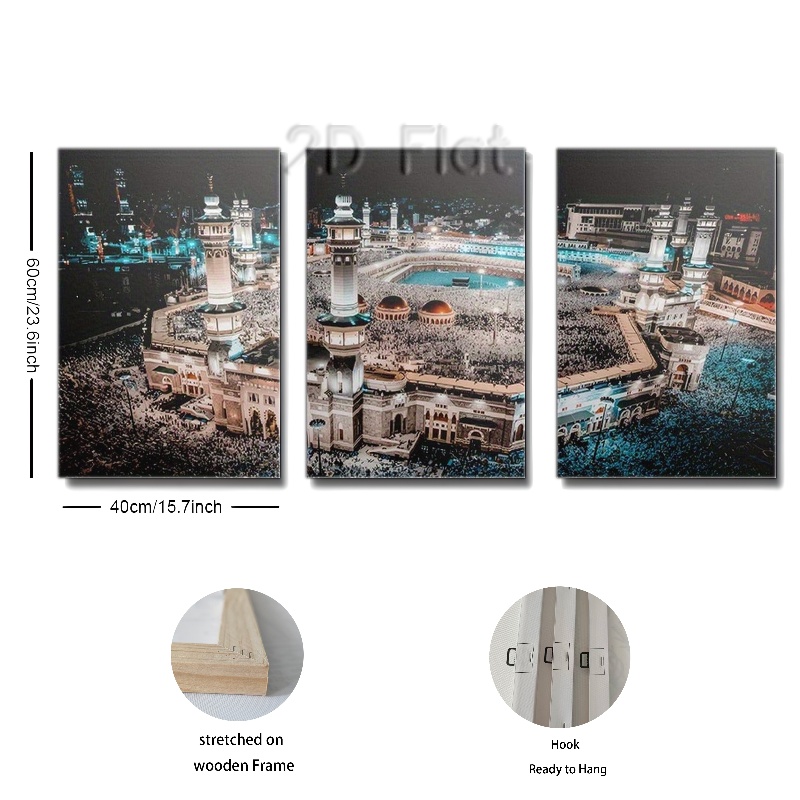 2D Flat
60cm/23.6inch
40cm/15.7inch
stretched on
wooden Frame
Hook
Ready to Hang